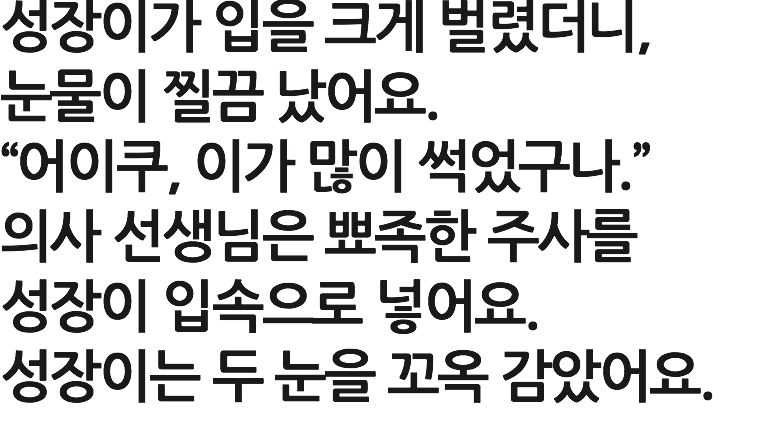 성장이가 입을 크게 벌렸더니,
눈물이 찔끔 났어요.
“어이쿠, 이가 많이 썩었구나.”
의사 선생님은 뾰족한 주사를
성장이 입속으로 넣어요.
성장이는 두 눈을 꼬옥 감았어요.